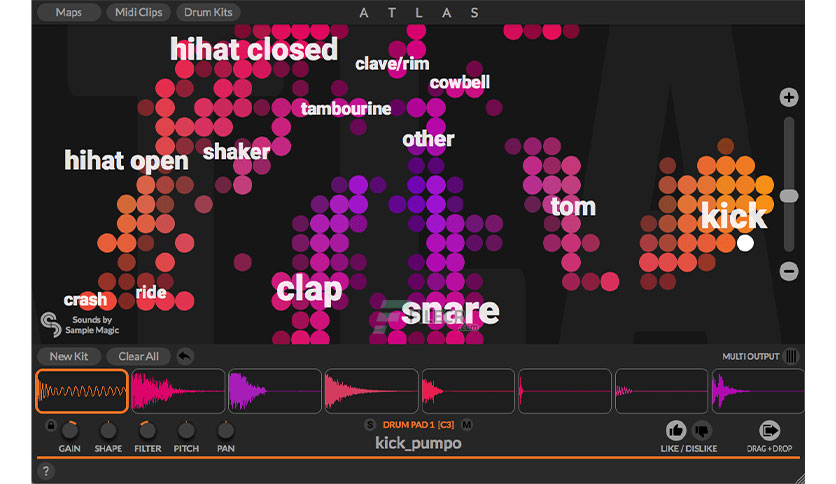 Maps
Midi Clips
Drum Kits
ATLAS
hihat closed
clave/rim
cowbell
tambourine
other
hihat open
shaker
tom
kick
crash
ride
clap
snare
Sounds by
Sample Magic
New Kit
Clear All
MULTI OUTPUT
S
DRUM PAD 1 [C3]
M
kick_pumpo
GAIN
SHAPE
FILTER
PITCH
PAN
LIKE / DISLIKE
DRAG + DROP
?